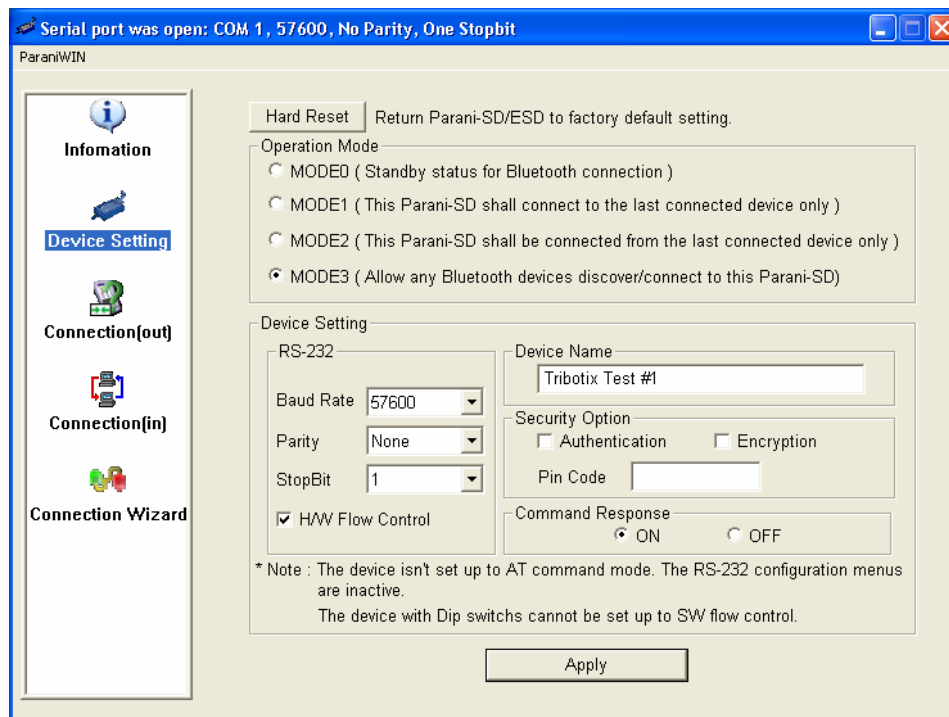 Serial port was open: COM 1, 57600, No Parity, One Stopbit
ParaniWIN
Infomation
Device Setting
Connection(out)
Connection(in)
Connection Wizard
Hard Reset
Return Parani-SD/ESD to factory default setting.
Operation Mode
MODE0 ( Standby status for Bluetooth connection )
MODE1 ( This Parani-SD shall connect to the last connected device only )
MODE2 ( This Parani-SD shall be connected from the last connected device only )
MODE3 ( Allow any Bluetooth devices discover/connect to this Parani-SD)
Device Setting
RS-232
Baud Rate 57600
Parity None
StopBit 1
H/W Flow Control
Device Name
Tribotix Test #1
Security Option
Authentication Encryption
Pin Code
Command Response
ON OFF
* Note : The device isn't set up to AT command mode. The RS-232 configuration menus
are inactive.
The device with Dip switchs cannot be set up to SW flow control.
Apply